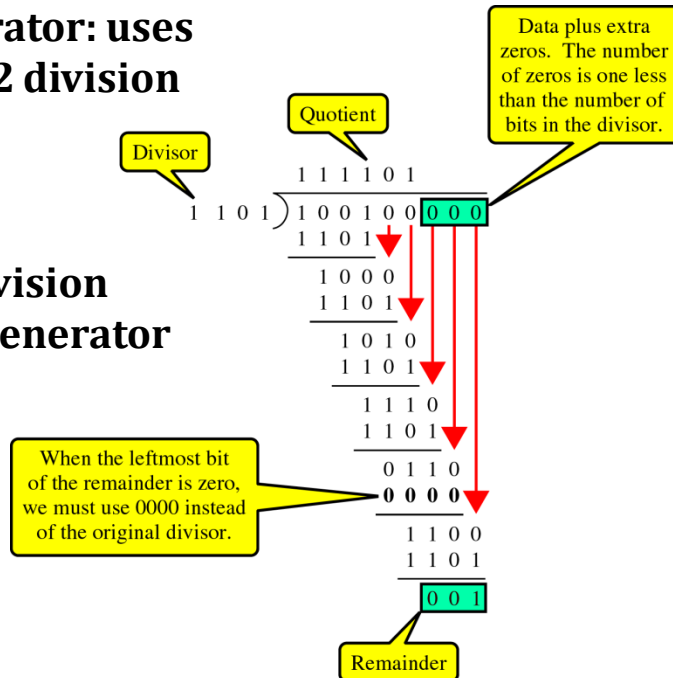 rator: uses
2 division
Data plus extra
zeros. The number
of zeros is one less
than the number of
bits in the divisor.
Quotient
Divisor
1 1 1 1 0 1
1 1 0 1 ) 1 0 0 1 0 0 0 0 0
1 1 0 1
vision
enerator
1 0 0 0
1 1 0 1
1 0 1 0
1 1 0 1
1 1 1 0
1 1 0 1
When the leftmost bit
of the remainder is zero,
we must use 0000 instead
of the original divisor.
0 1 1 0
0 0 0 0
1 1 0 0
1 1 0 1
0 0 1
Remainder